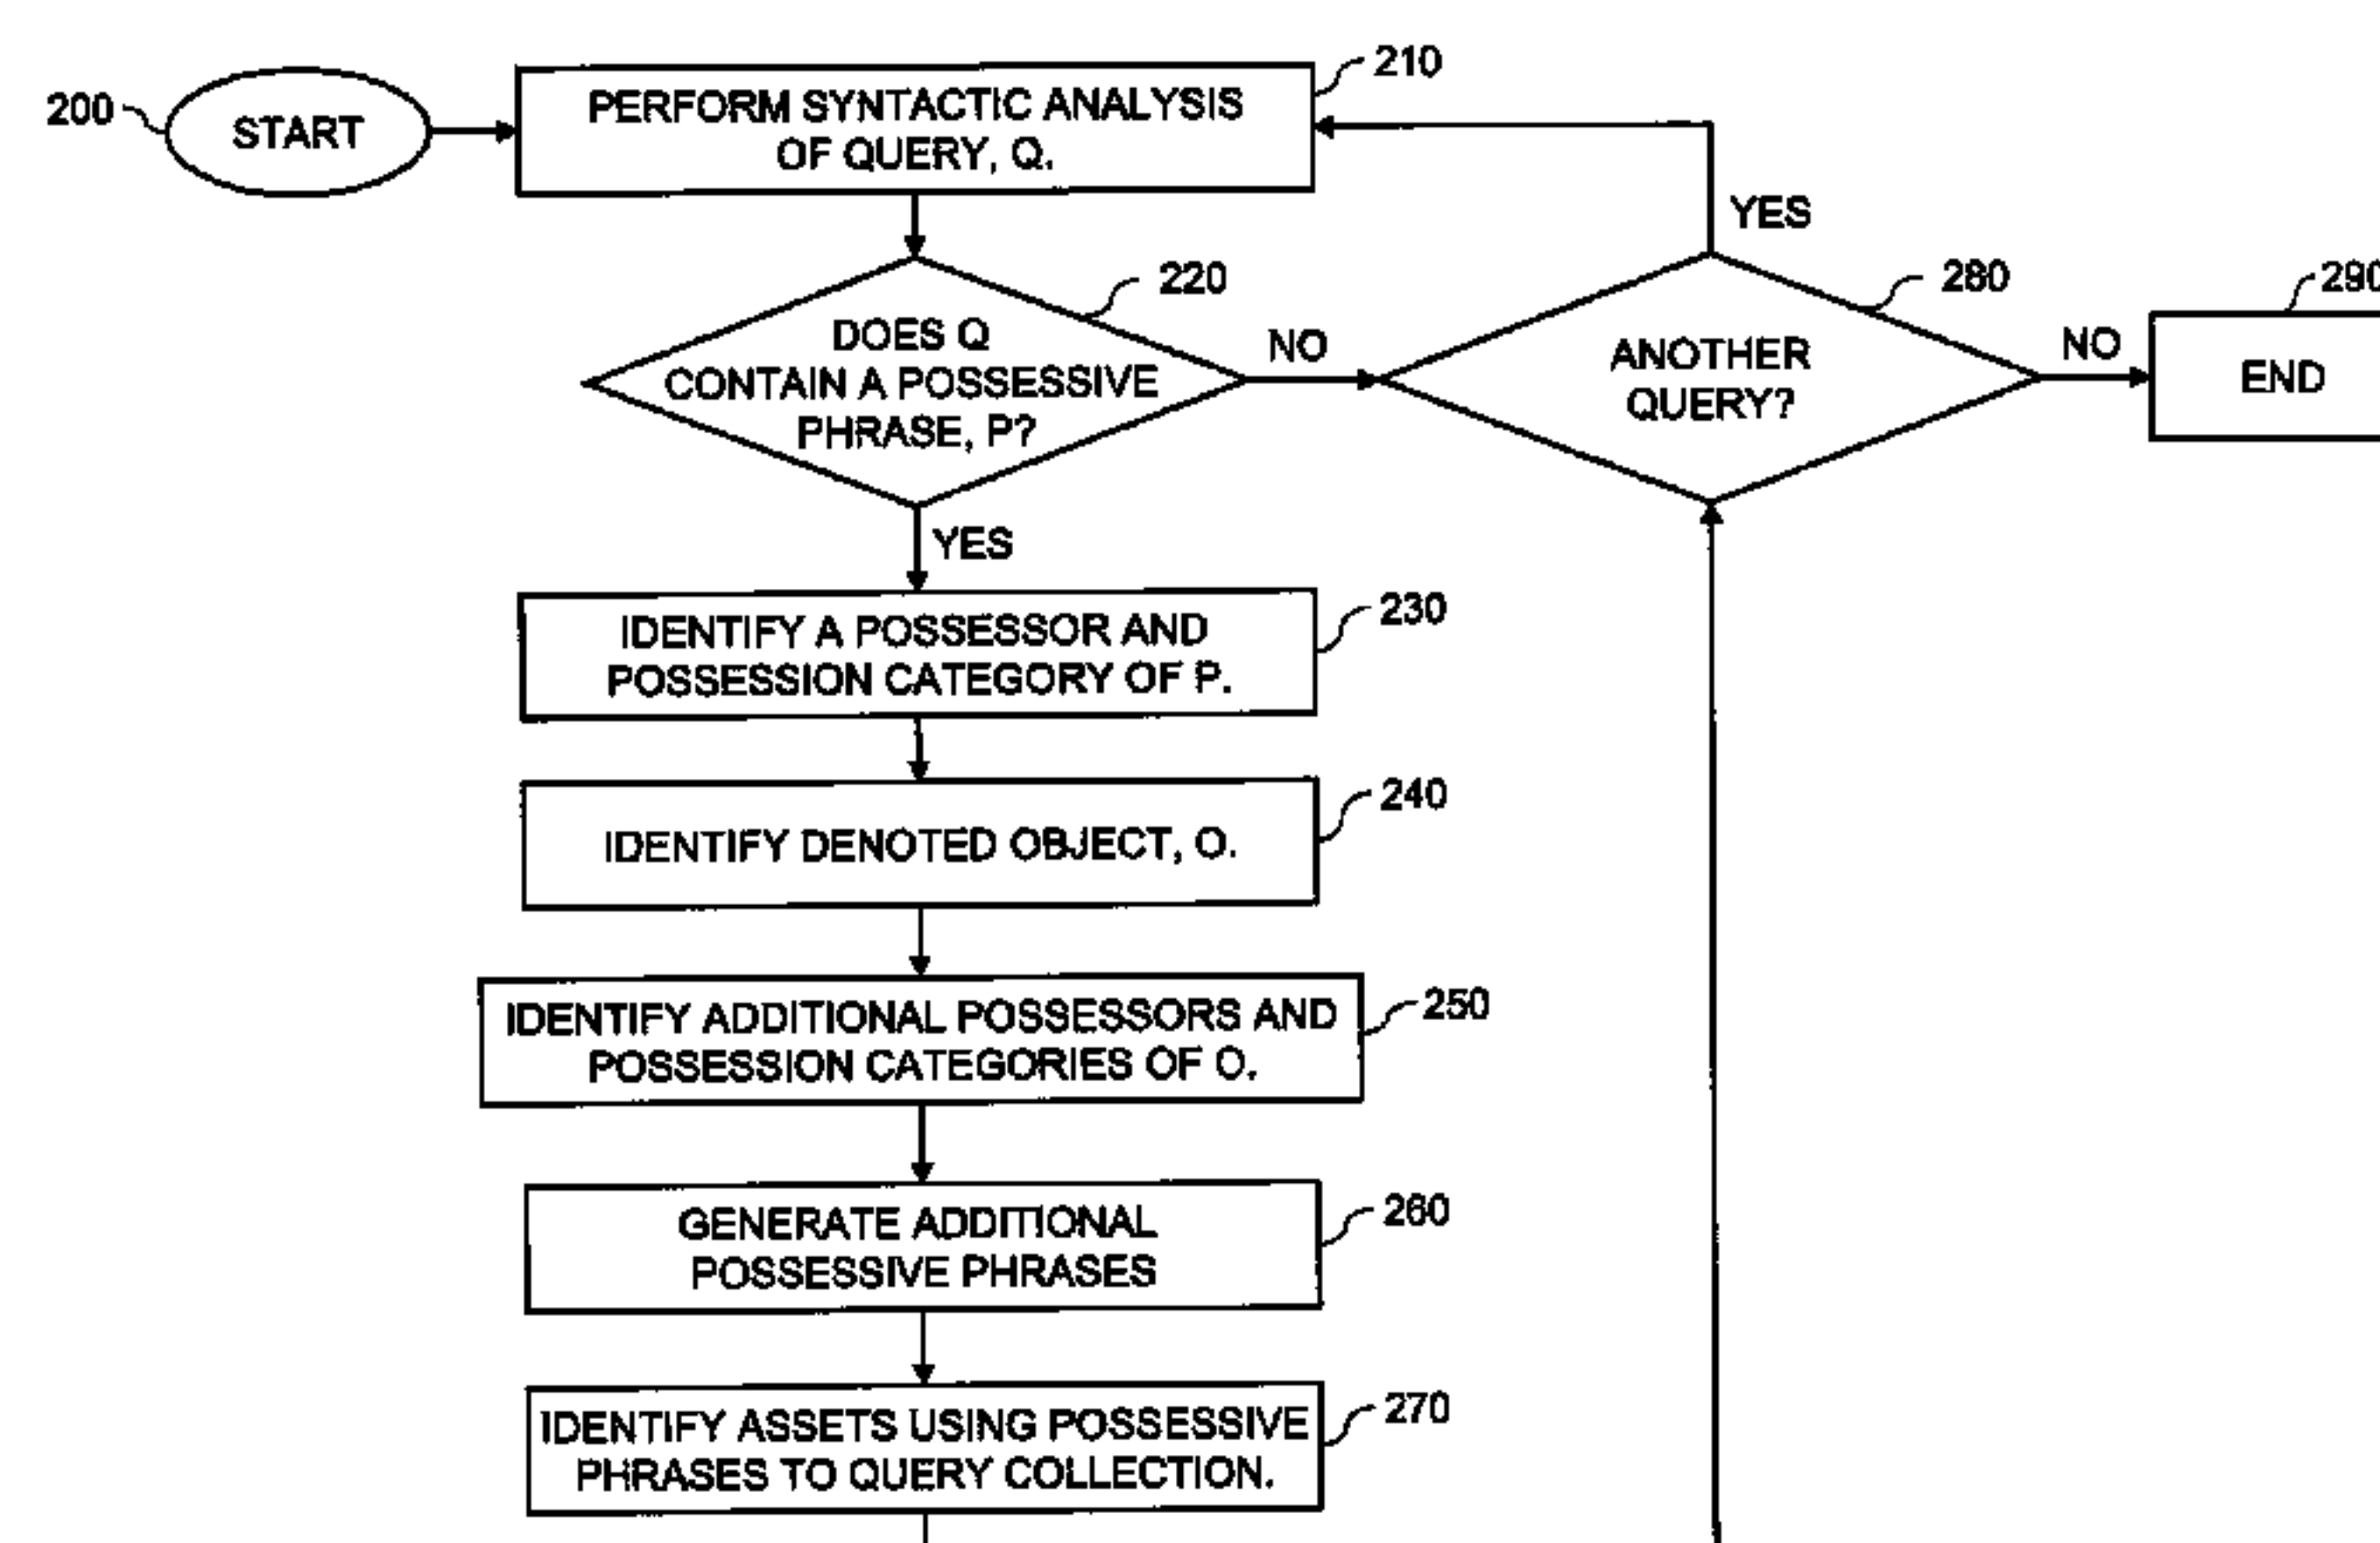 200
START
PERFORM SYNTACTIC ANALYSIS
OF QUERY, Q.
210
DOES Q
CONTAIN A POSSESSIVE
PHRASE, P?
220
NO
YES
ANOTHER
QUERY?
280
YES
NO
END
290
IDENTIFY A POSSESSOR AND
POSSESSION CATEGORY OF P.
230
IDENTIFY DENOTED OBJECT, O.
240
IDENTIFY ADDITIONAL POSSESSORS AND
POSSESSION CATEGORIES OF O.
250
GENERATE ADDITIONAL
POSSESSIVE PHRASES
260
IDENTIFY ASSETS USING POSSESSIVE
PHRASES TO QUERY COLLECTION.
270